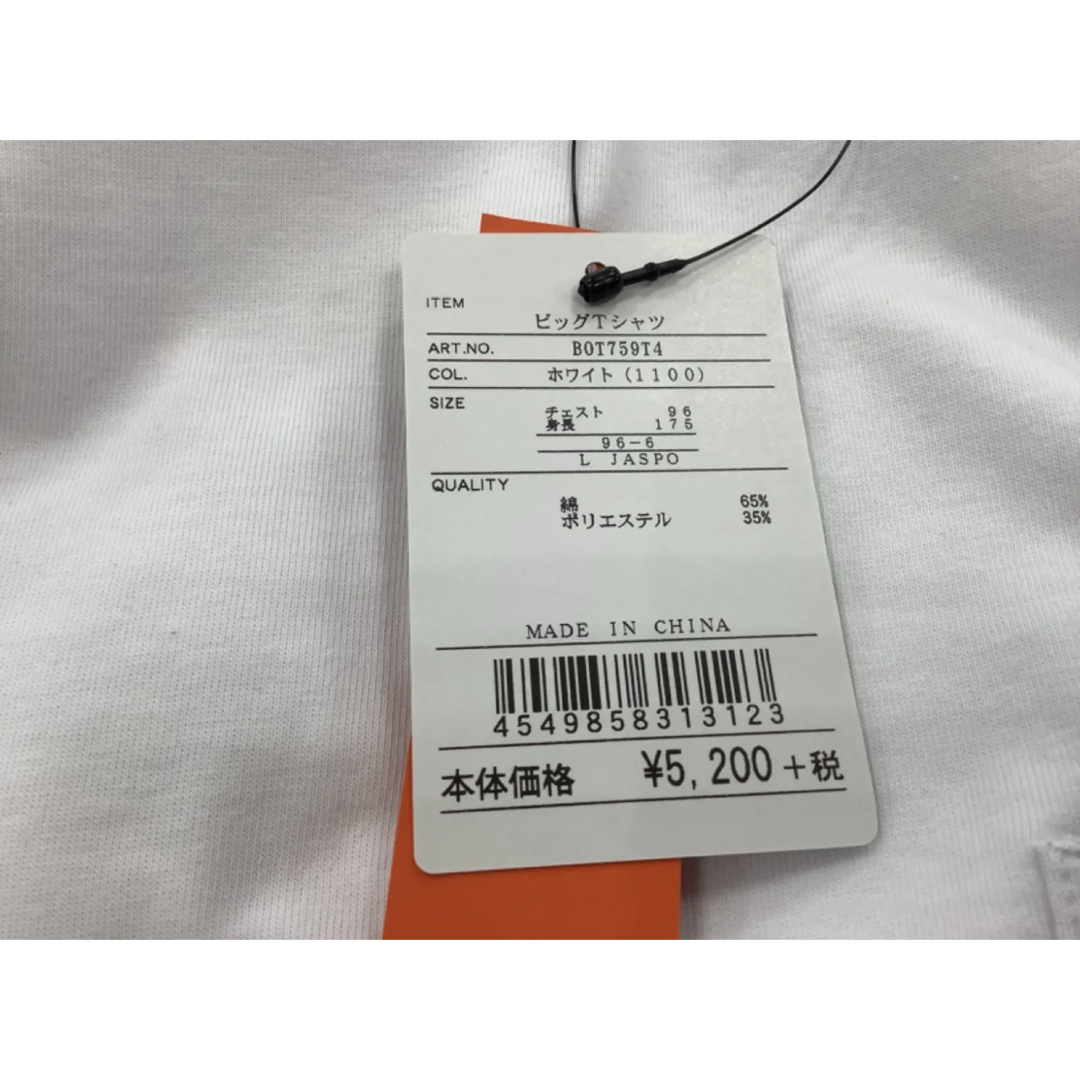 ITEM
ビッグTシャツ
ART.NO. BOT759T4
COL. ホワイト(1100)
SIZE チェスト 96
身長 175
96-6
L JASPO
QUALITY
綿 65%
ポリエステル 35%
MADE IN CHINA
4549858313123
本体価格 ¥5,200+税